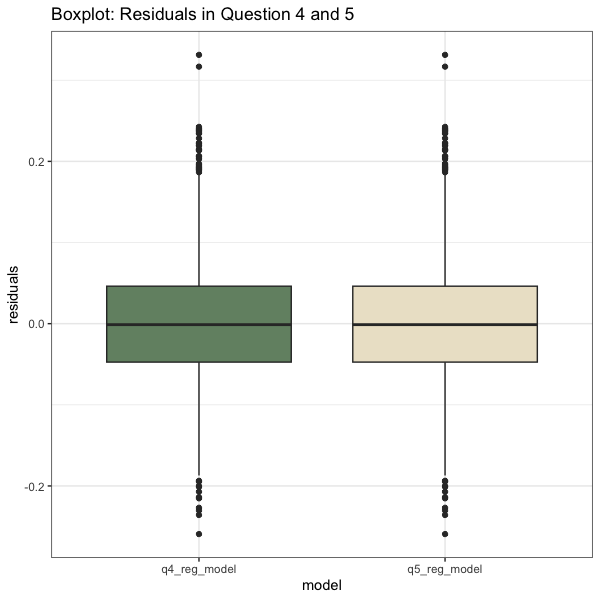 Boxplot: Residuals in Question 4 and 5
residuals
0.2
0.0
-0.2
q4_reg_model
q5_reg_model
model